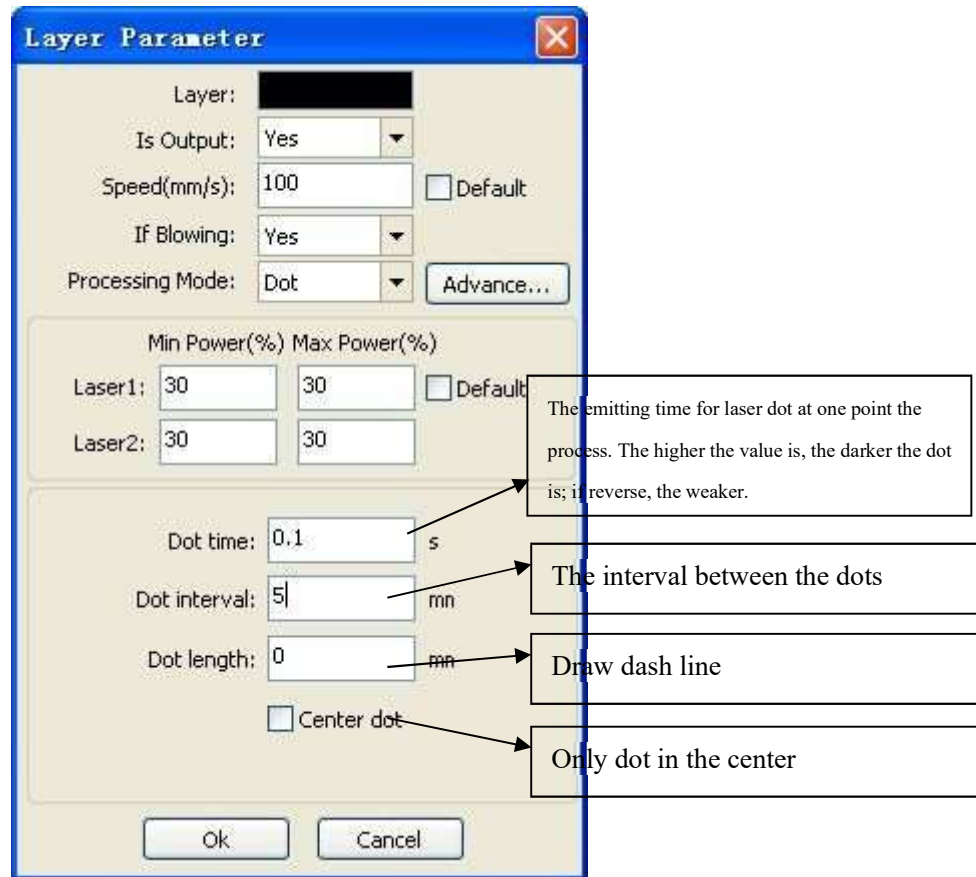 Layer Parameter
Layer:
Is Output: Yes
Speed(mm/s): 100 Default
If Blowing: Yes
Processing Mode: Dot Advance...
Min Power(%) Max Power(%)
Laser1: 30 30 Default
Laser2: 30 30
The emitting time for laser dot at one point the
process. The higher the value is, the darker the dot
is; if reverse, the weaker.
Dot time: 0.1 s
Dot interval: 5 mn
The interval between the dots
Dot length: 0 mn
Draw dash line
Center dot
Only dot in the center
Ok Cancel